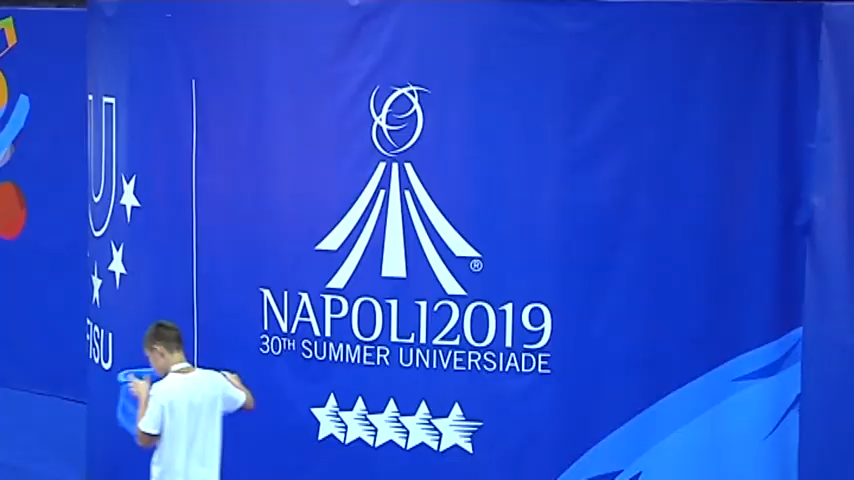 U
FISU
®
NAPOLI2019
30TH SUMMER UNIVERSIADE